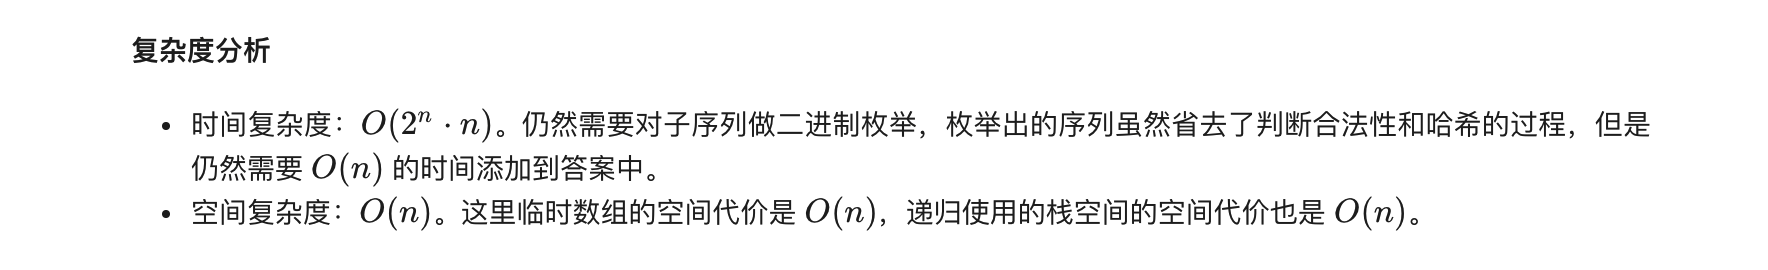 复杂度分析
• 时间复杂度：O(2ⁿ · n)。仍然需要对子序列做二进制枚举，枚举出的序列虽然省去了判断合法性和哈希的过程，但是
仍然需要 O(n) 的时间添加到答案中。
• 空间复杂度：O(n)。这里临时数组的空间代价是 O(n)，递归使用的栈空间的空间代价也是 O(n)。